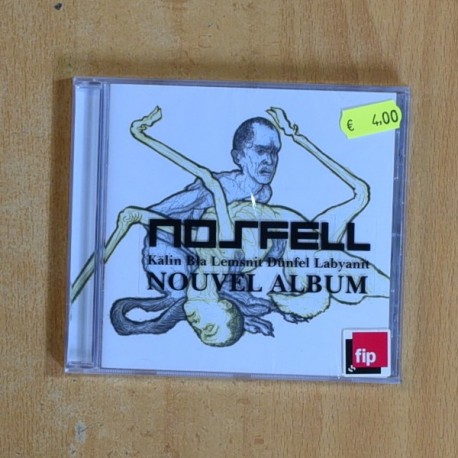 € 4.00
NOSFELL
Kälin Bla Lemsnit Dünfel Labyann
NOUVEL ALBUM
fip